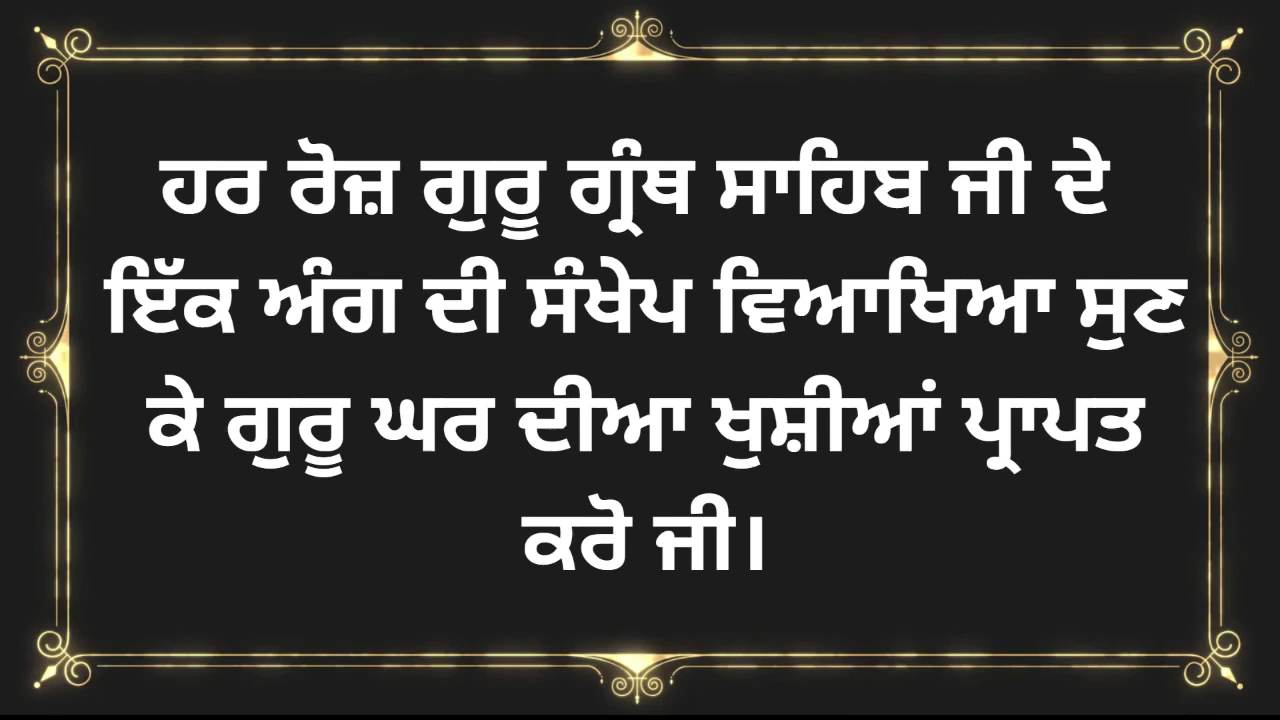 ਹਰ ਰੋਜ਼ ਗੁਰੂ ਗ੍ਰੰਥ ਸਾਹਿਬ ਜੀ ਦੇ
ਇੱਕ ਅੰਗ ਦੀ ਸੰਖੇਪ ਵਿਆਖਿਆ ਸੁਣ
ਕੇ ਗੁਰੂ ਘਰ ਦੀਆ ਖੁਸ਼ੀਆਂ ਪ੍ਰਾਪਤ
ਕਰੋ ਜੀ।